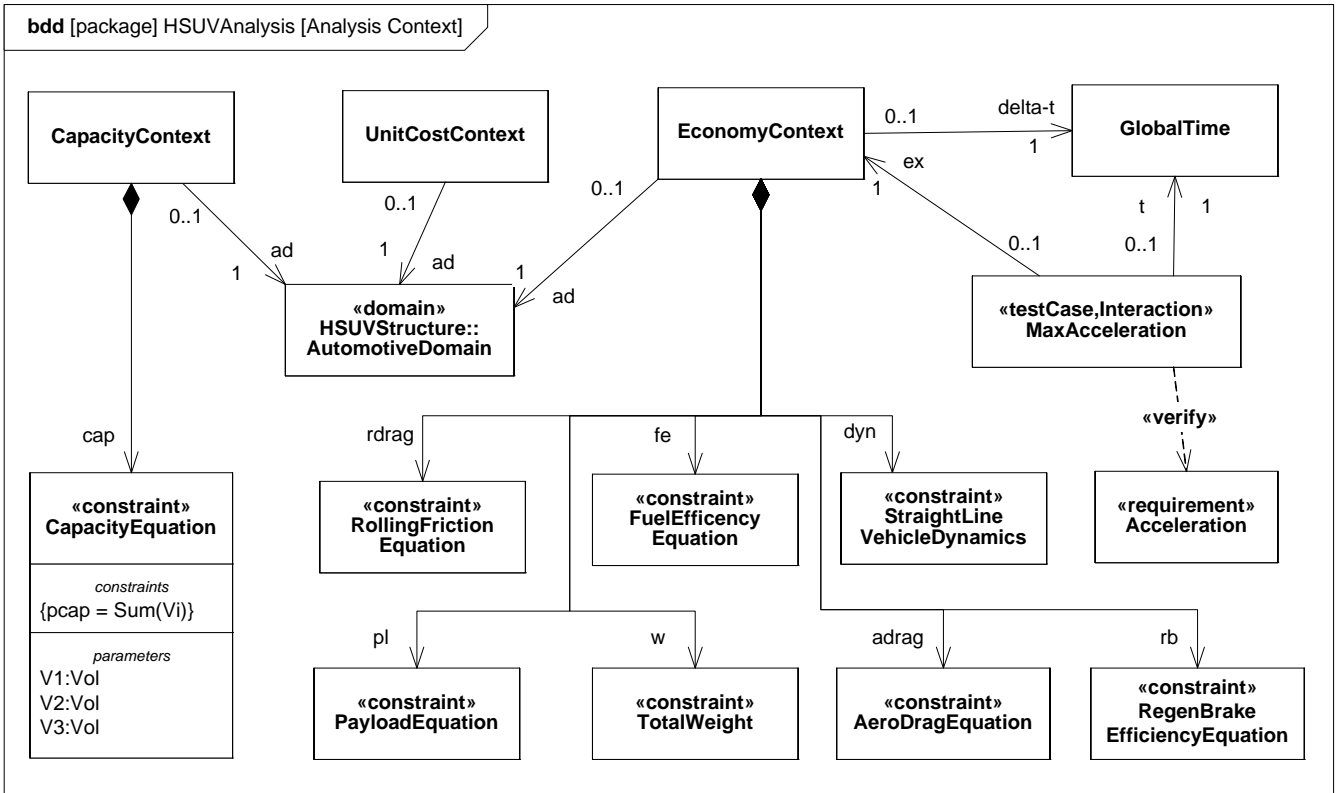 bdd [package] HSUVAnalysis [Analysis Context]
CapacityContext
UnitCostContext
EconomyContext
GlobalTime
0..1
delta-t
1
ex
1
0..1
0..1
0..1
t
1
0..1
0..1
ad
1
1
ad
1
ad
«domain»
HSUVStructure::
AutomotiveDomain
«testCase,Interaction»
MaxAcceleration
«verify»
cap
rdrag
fe
dyn
«constraint»
CapacityEquation
constraints
{pcap = Sum(Vi)}
parameters
V1:Vol
V2:Vol
V3:Vol
«constraint»
RollingFriction
Equation
«constraint»
FuelEfficency
Equation
«constraint»
StraightLine
VehicleDynamics
«requirement»
Acceleration
pl
w
adrag
rb
«constraint»
PayloadEquation
«constraint»
TotalWeight
«constraint»
AeroDragEquation
«constraint»
RegenBrake
EfficiencyEquation